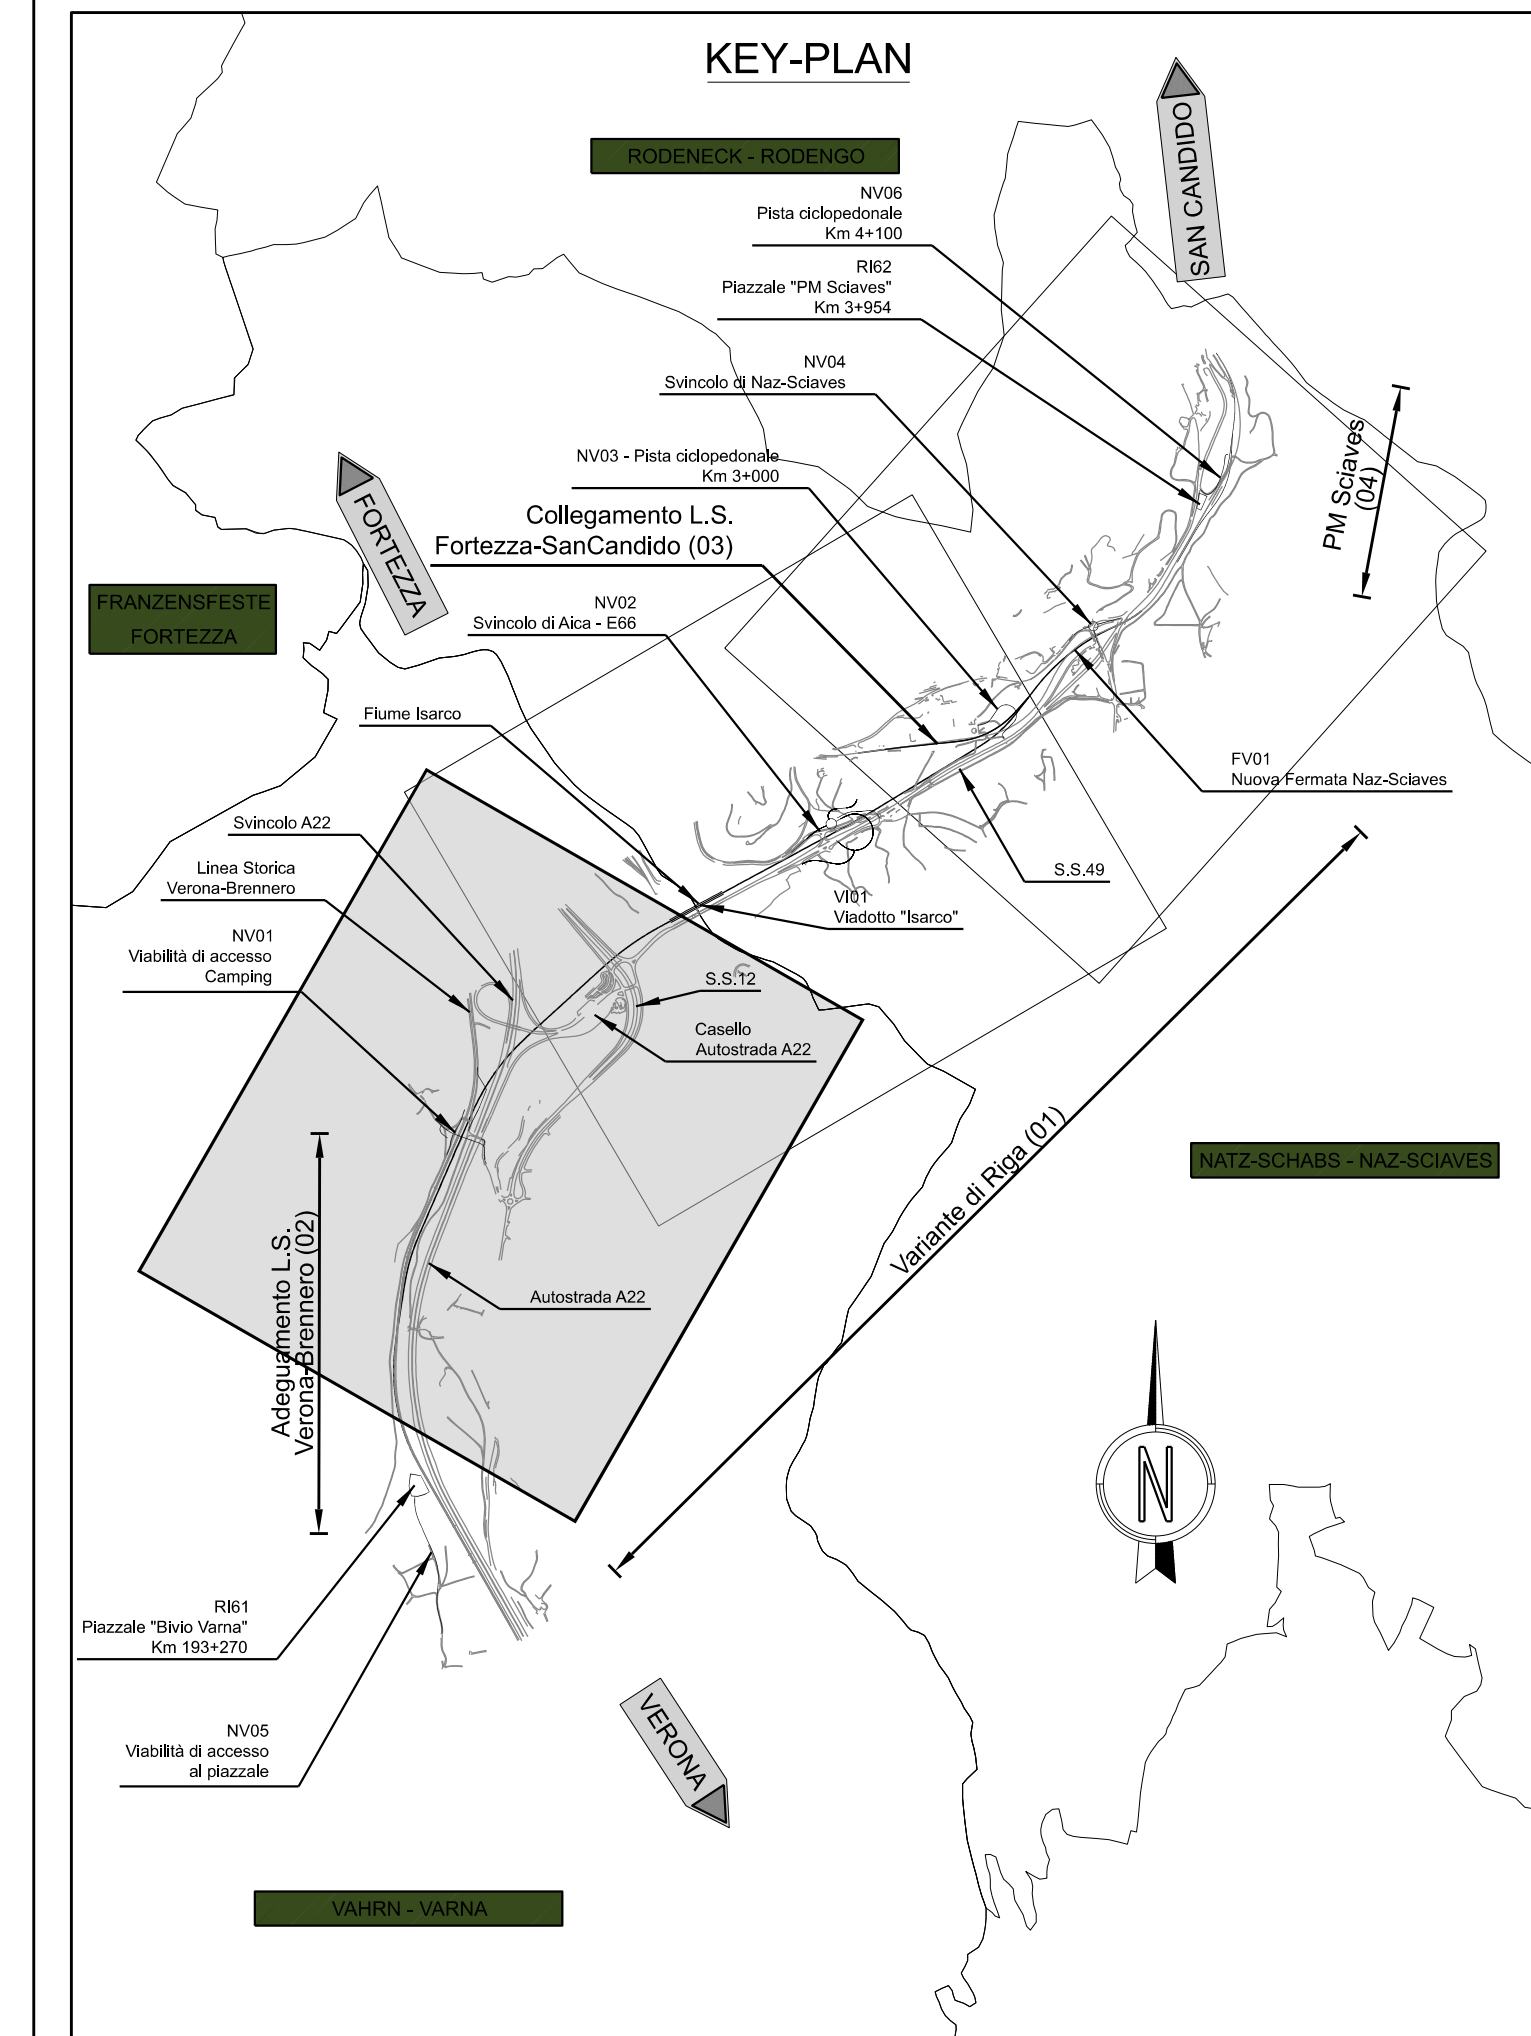 KEY-PLAN
RODENECK - RODENGO
SAN CANDIDO
NV06
Pista ciclopedonale
Km 4+100
RI62
Piazzale "PM Sciaves"
Km 3+954
NV04
Svincolo di Naz-Sciaves
NV03 - Pista ciclopedonale
Km 3+000
PM Sciaves
(04)
FORTEZZA
Collegamento L.S.
Fortezza-SanCandido (03)
FRANZENSFESTE
FORTEZZA
NV02
Svincolo di Aica - E66
Fiume Isarco
FV01
Nuova Fermata Naz-Sciaves
Svincolo A22
Linea Storica
Verona-Brennero
S.S.49
VI01
Viadotto "Isarco"
NV01
Viabilità di accesso
Camping
S.S.12
Casello
Autostrada A22
Variante di Riga (01)
NATZ-SCHABS - NAZ-SCIAVES
Adeguamento L.S.
Verona-Brennero (02)
Autostrada A22
N
RI61
Piazzale "Bivio Varna"
Km 193+270
VERONA
NV05
Viabilità di accesso
al piazzale
VAHRN - VARNA